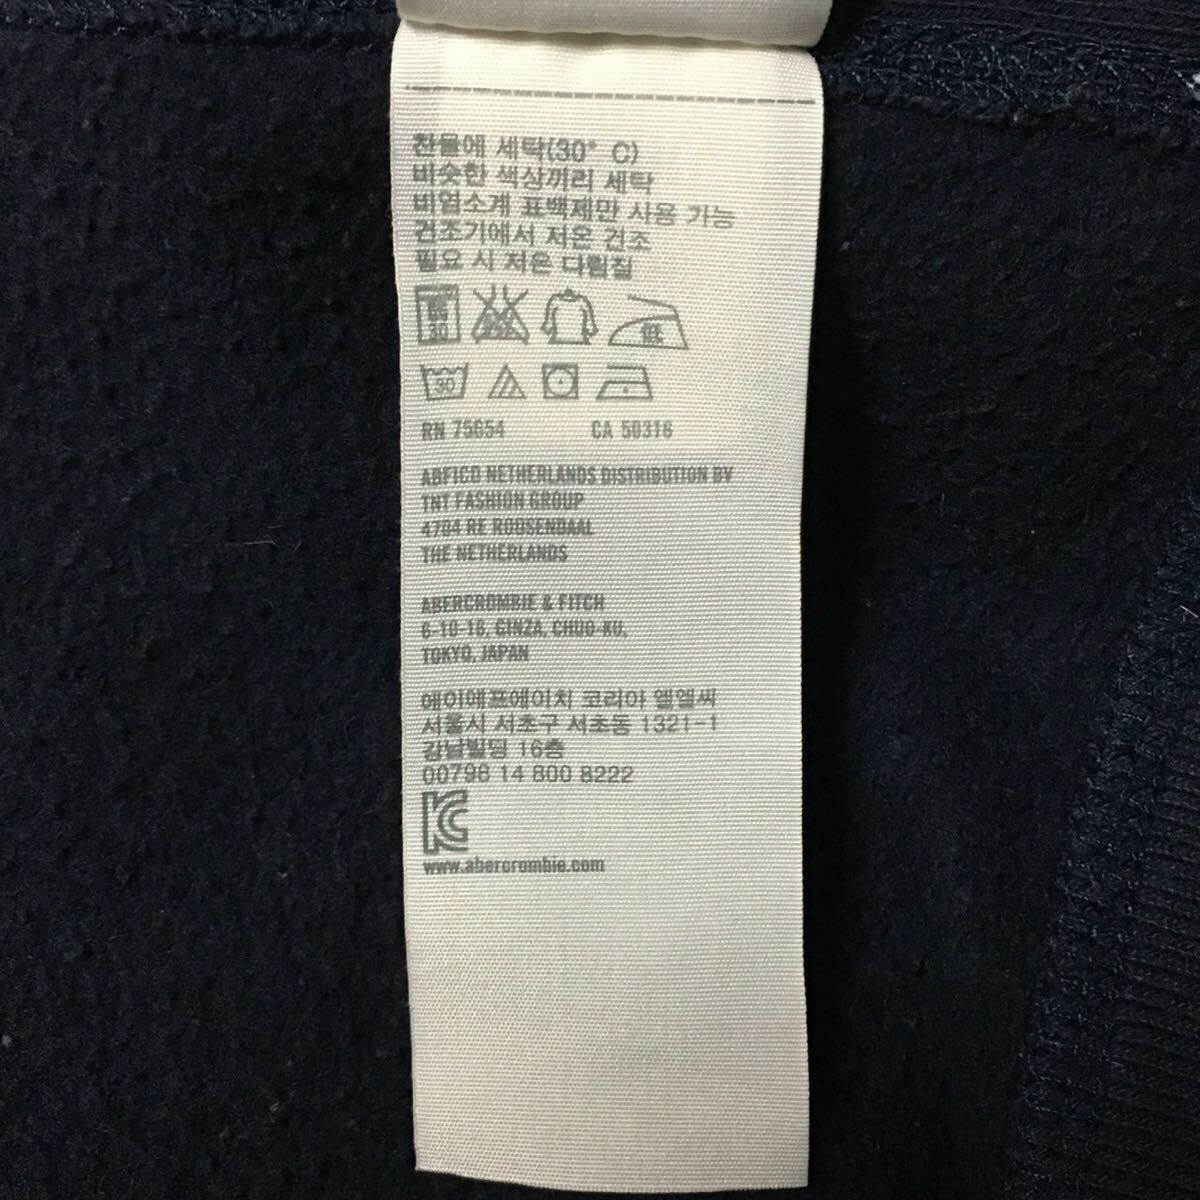 찬물에 세탁(30° C)
비슷한 색상끼리 세탁
비염소계 표백제만 사용 가능
건조기에서 저온 건조
필요 시 저온 다림질
30 低
30
RN 75654 CA 50316
ABFICO NETHERLANDS DISTRIBUTION BV
TNT FASHION GROUP
4704 RE ROOSENDAAL
THE NETHERLANDS
ABERCROMBIE & FITCH
6-10-16, GINZA, CHUO-KU,
TOKYO, JAPAN
에이에프에이치 코리아 엘엘씨
서울시 서초구 서초동 1321-1
강남빌딩 16층
00798 14 800 8222
KC
www.abercrombie.com